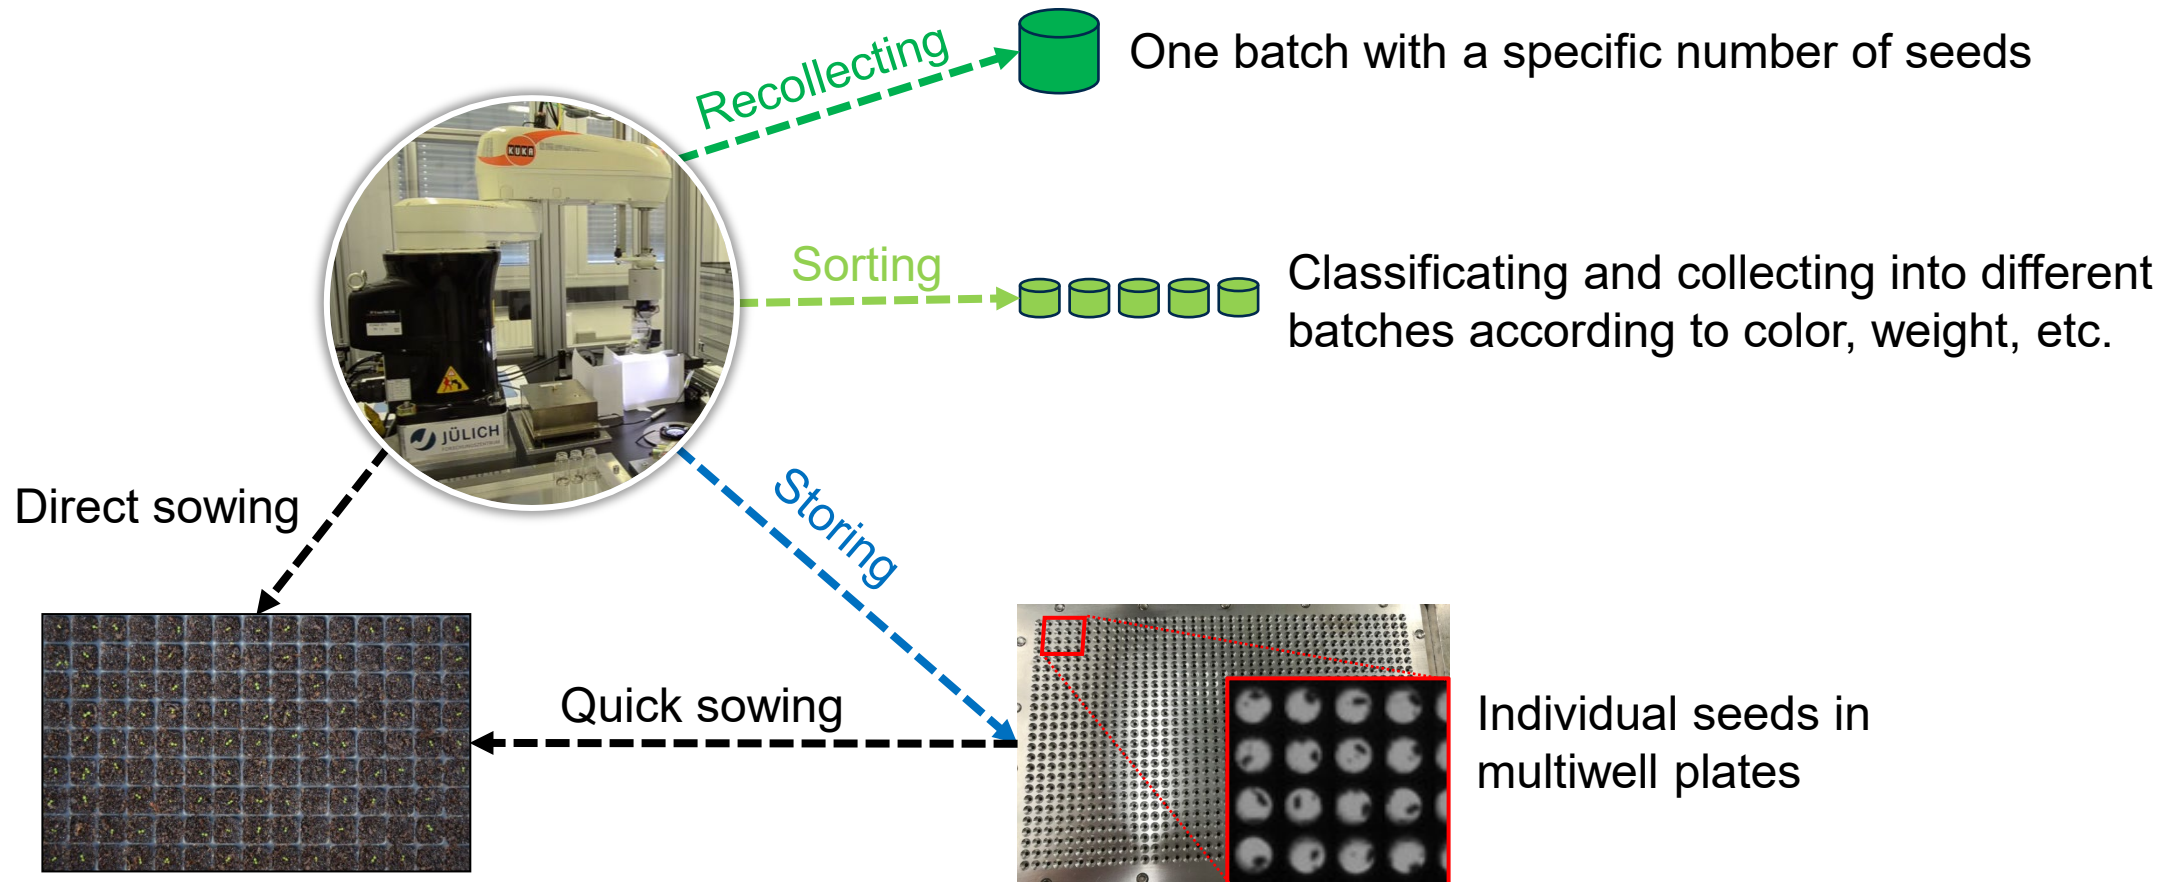 Recollecting
One batch with a specific number of seeds
KUKA
Sorting
Classificating and collecting into different
batches according to color, weight, etc.
JÜLICH
FORSCHUNGSZENTRUM
Direct sowing
Storing
Quick sowing
Individual seeds in
multiwell plates